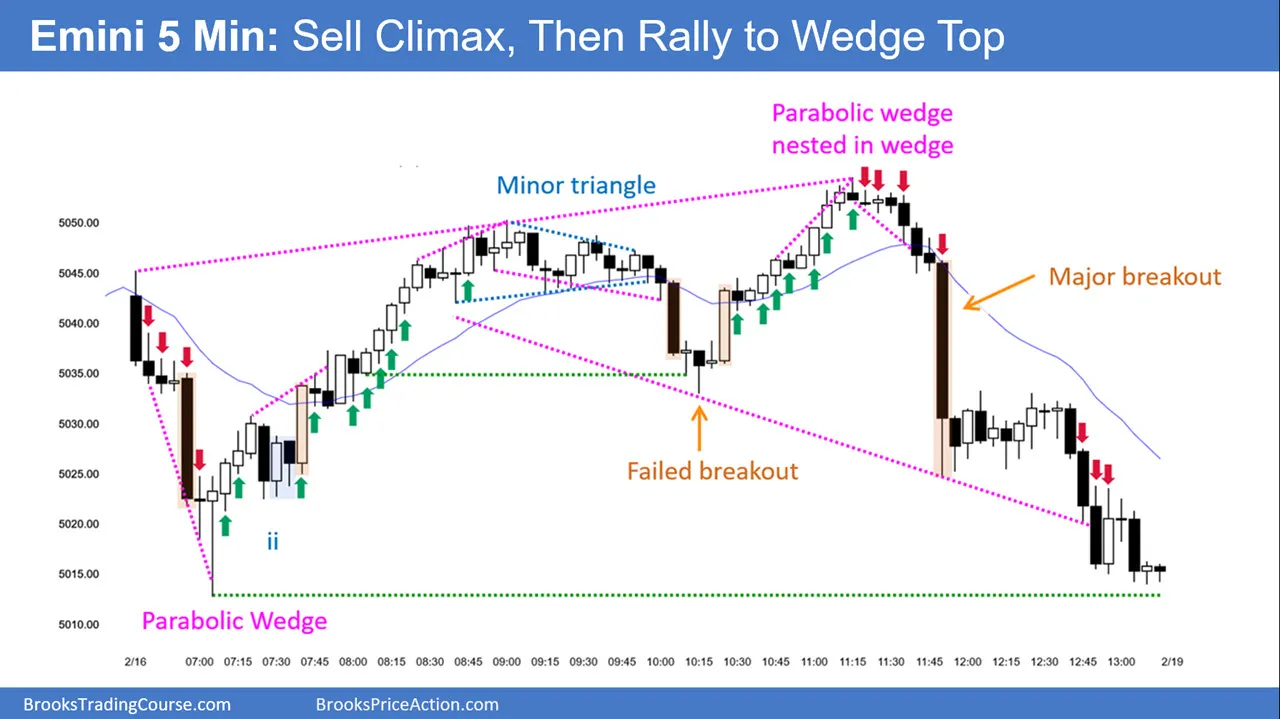 Emini 5 Min: Sell Climax, Then Rally to Wedge Top
Parabolic wedge
nested in wedge
Minor triangle
Major breakout
Failed breakout
ii
Parabolic Wedge
5050.00
5045.00
5040.00
5035.00
5030.00
5025.00
5020.00
5015.00
5010.00
2/16 07:00 07:15 07:30 07:45 08:00 08:15 08:30 08:45 09:00 09:15 09:30 09:45 10:00 10:15 10:30 10:45 11:00 11:15 11:30 11:45 12:00 12:15 12:30 12:45 13:00 2/19
BrooksTradingCourse.com BrooksPriceAction.com